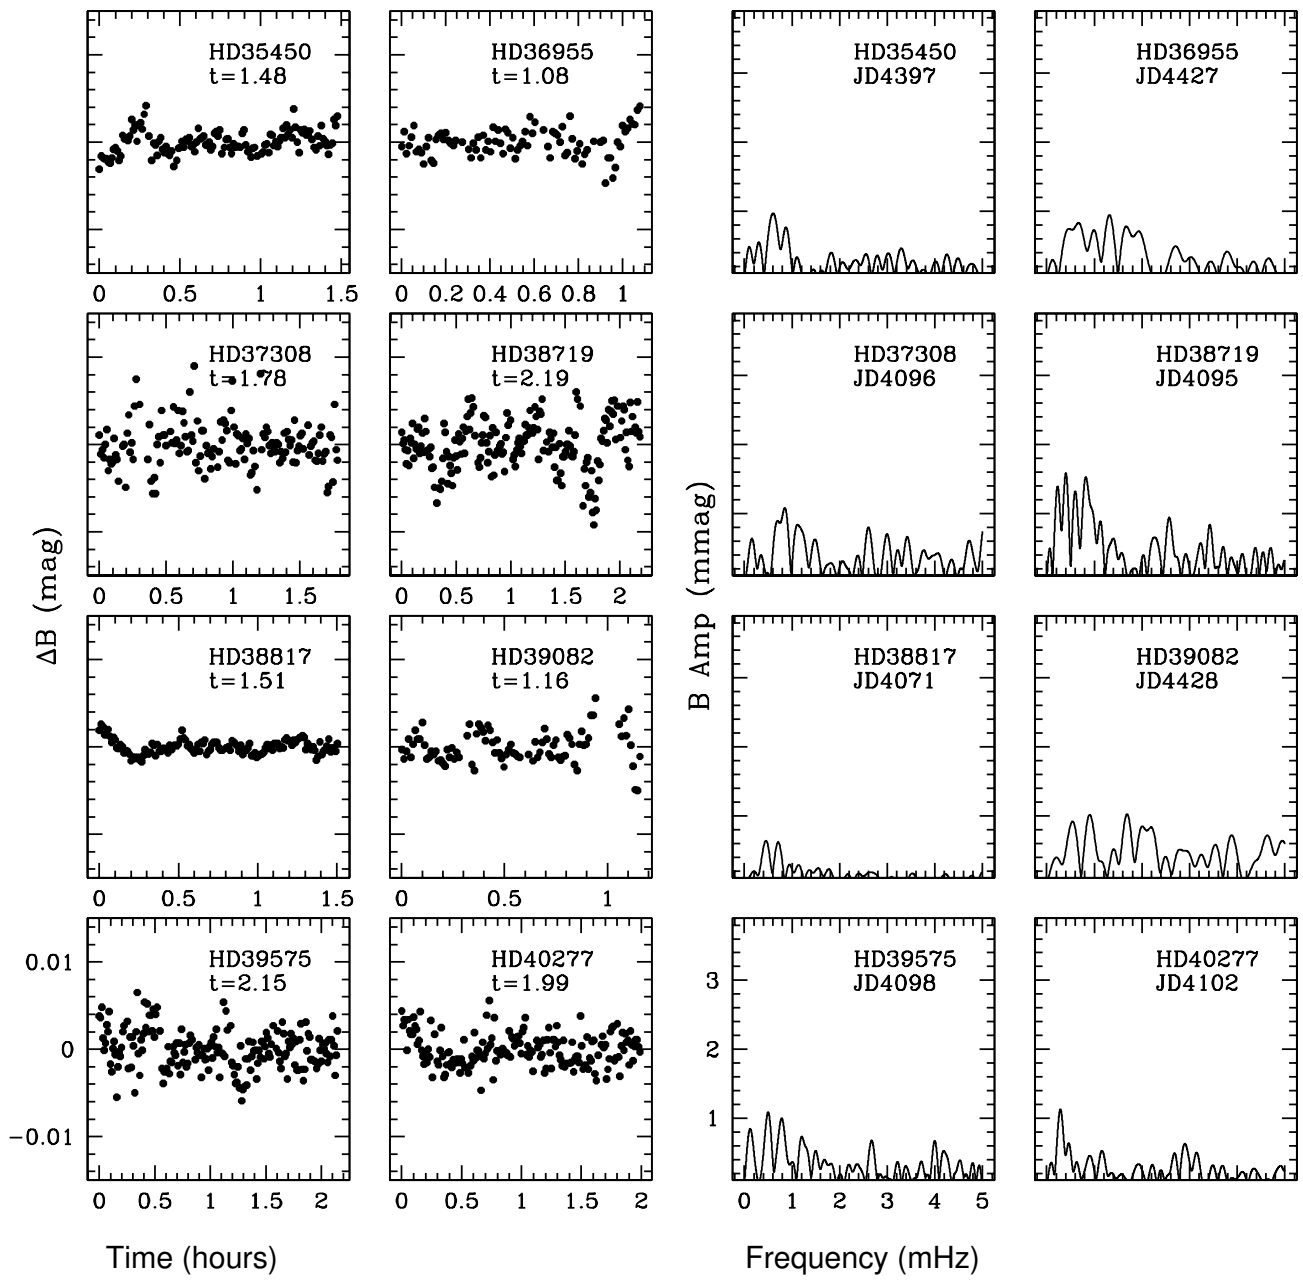 HD35450
t=1.48
HD36955
t=1.08
HD35450
JD4397
HD36955
JD4427
0 0.5 1 1.5
0 0.2 0.4 0.6 0.8 1
HD37308
t=1.78
HD38719
t=2.19
HD37308
JD4096
HD38719
JD4095
0 0.5 1 1.5
0 0.5 1 1.5 2
ΔB (mag)
B Amp (mmag)
HD38817
t=1.51
HD39082
t=1.16
HD38817
JD4071
HD39082
JD4428
0 0.5 1 1.5
0 0.5 1
HD39575
t=2.15
HD40277
t=1.99
HD39575
JD4098
HD40277
JD4102
0.01
0
−0.01
3
2
1
0 0.5 1 1.5 2
0 0.5 1 1.5 2
0 1 2 3 4 5
Time (hours)
Frequency (mHz)